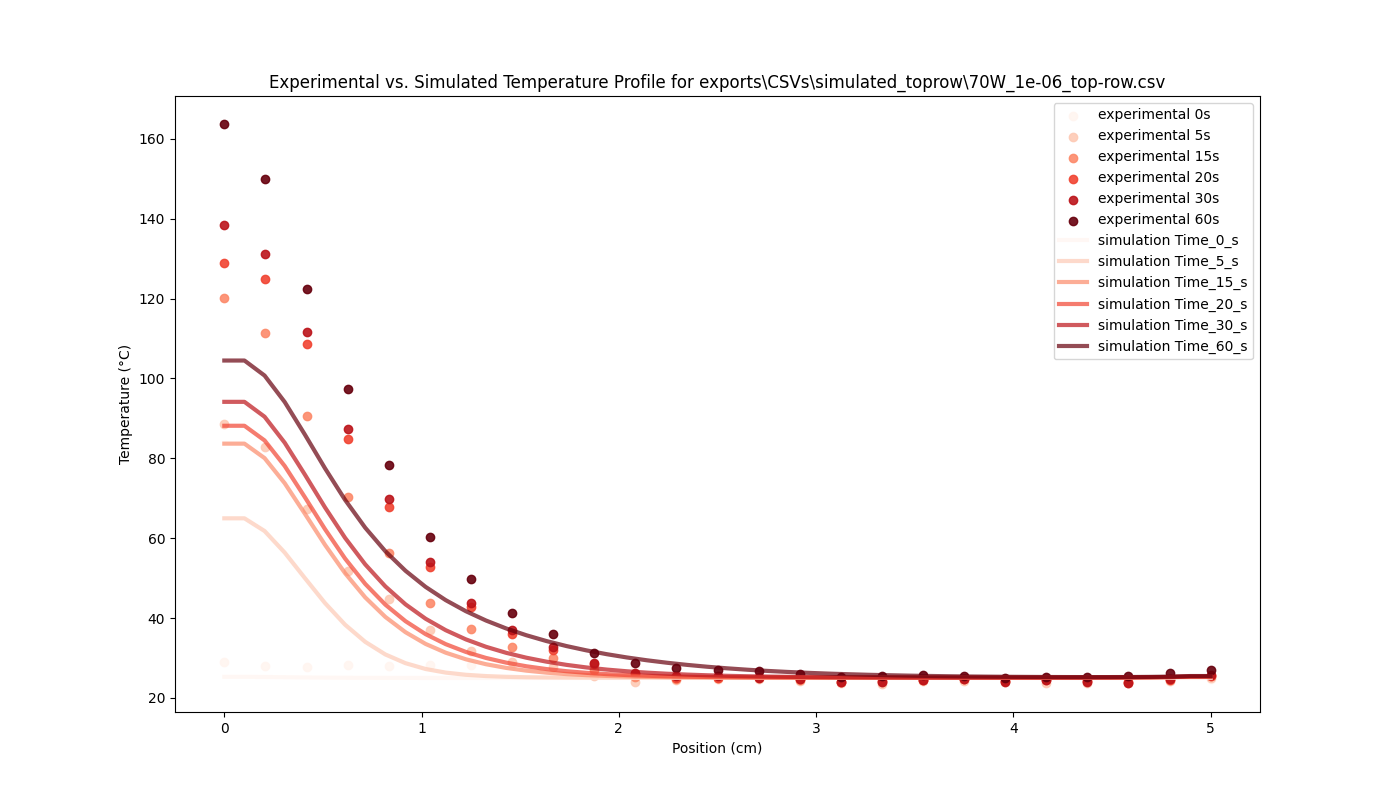 Experimental vs. Simulated Temperature Profile for exports\CSVs\simulated_toprow\70W_1e-06_top-row.csv
experimental 0s
experimental 5s
experimental 15s
experimental 20s
experimental 30s
experimental 60s
simulation Time_0_s
simulation Time_5_s
simulation Time_15_s
simulation Time_20_s
simulation Time_30_s
simulation Time_60_s
Temperature (°C)
160
140
120
100
80
60
40
20
0 1 2 3 4 5
Position (cm)